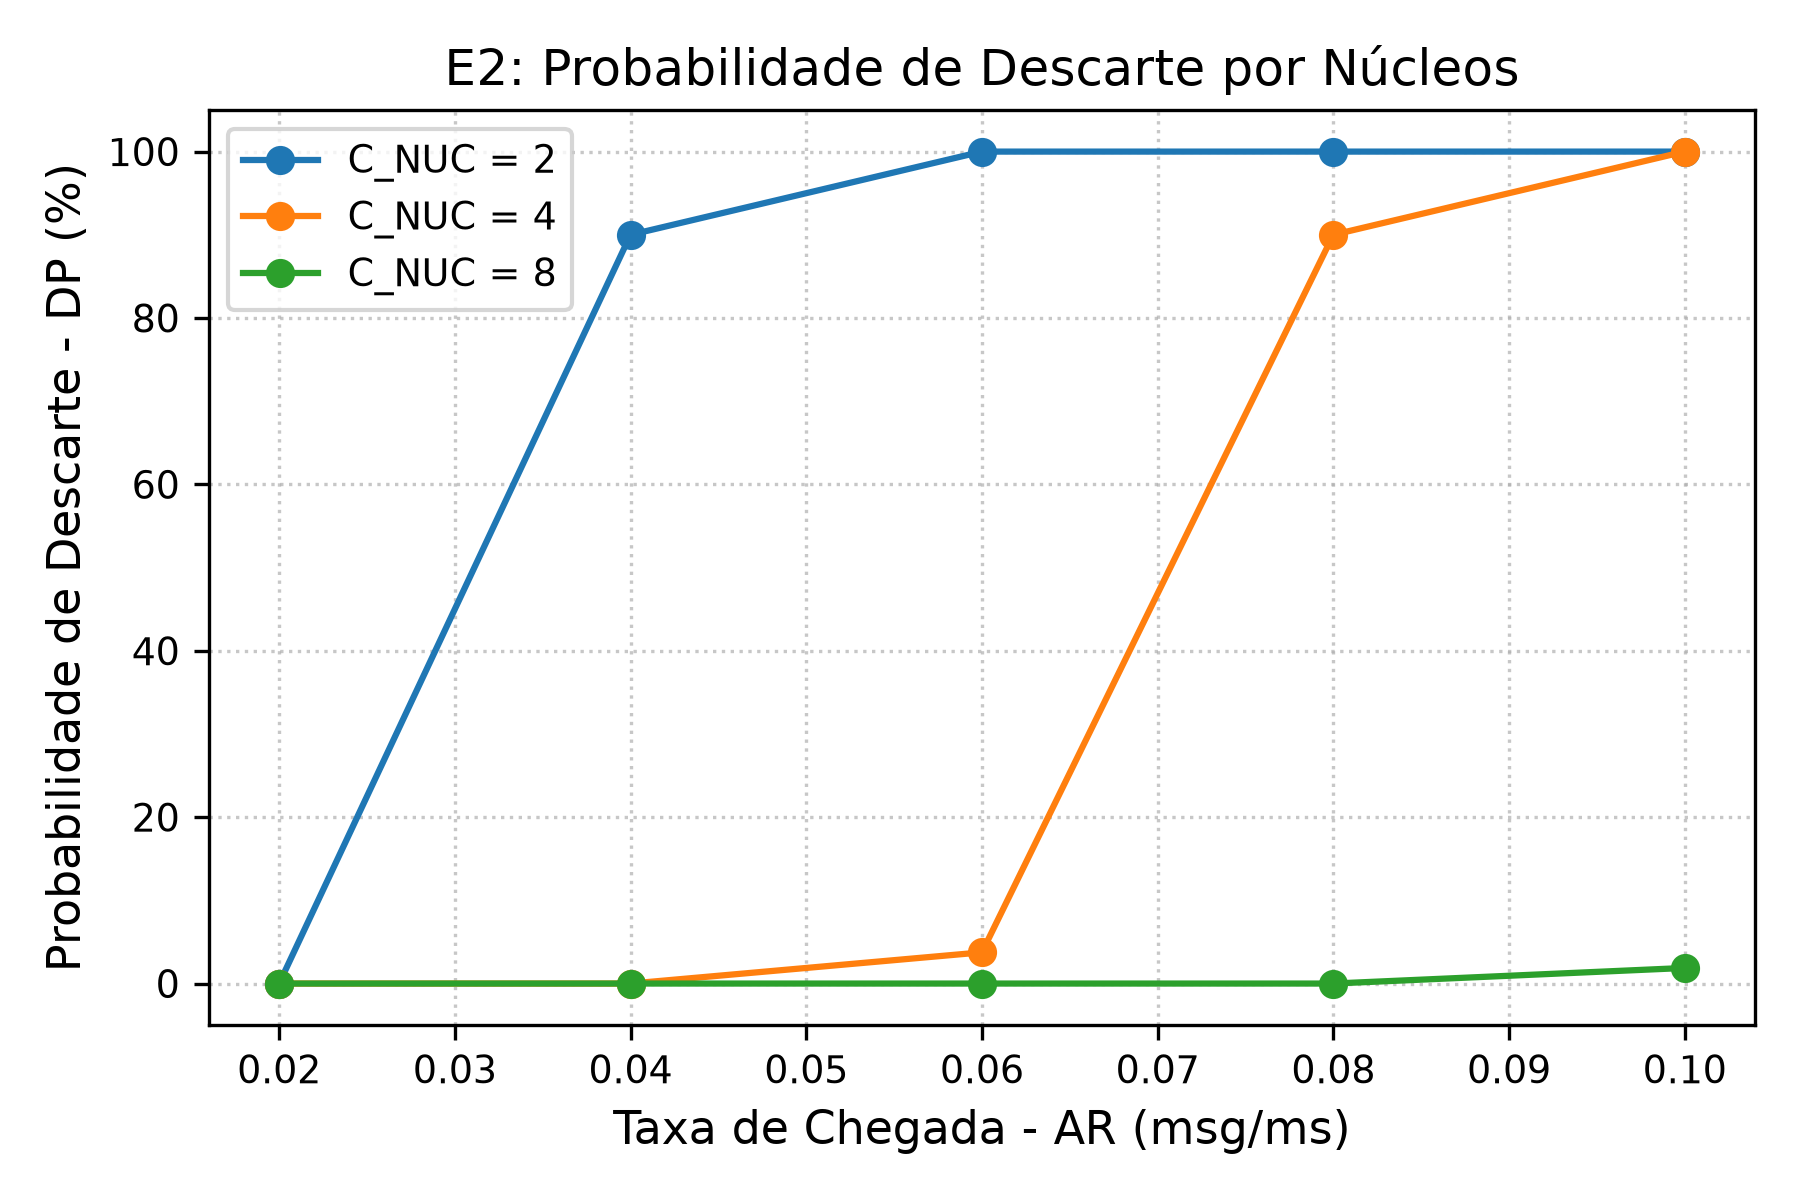 E2: Probabilidade de Descarte por Núcleos
C_NUC = 2
C_NUC = 4
C_NUC = 8
Probabilidade de Descarte - DP (%)
100
80
60
40
20
0
0.02 0.03 0.04 0.05 0.06 0.07 0.08 0.09 0.10
Taxa de Chegada - AR (msg/ms)